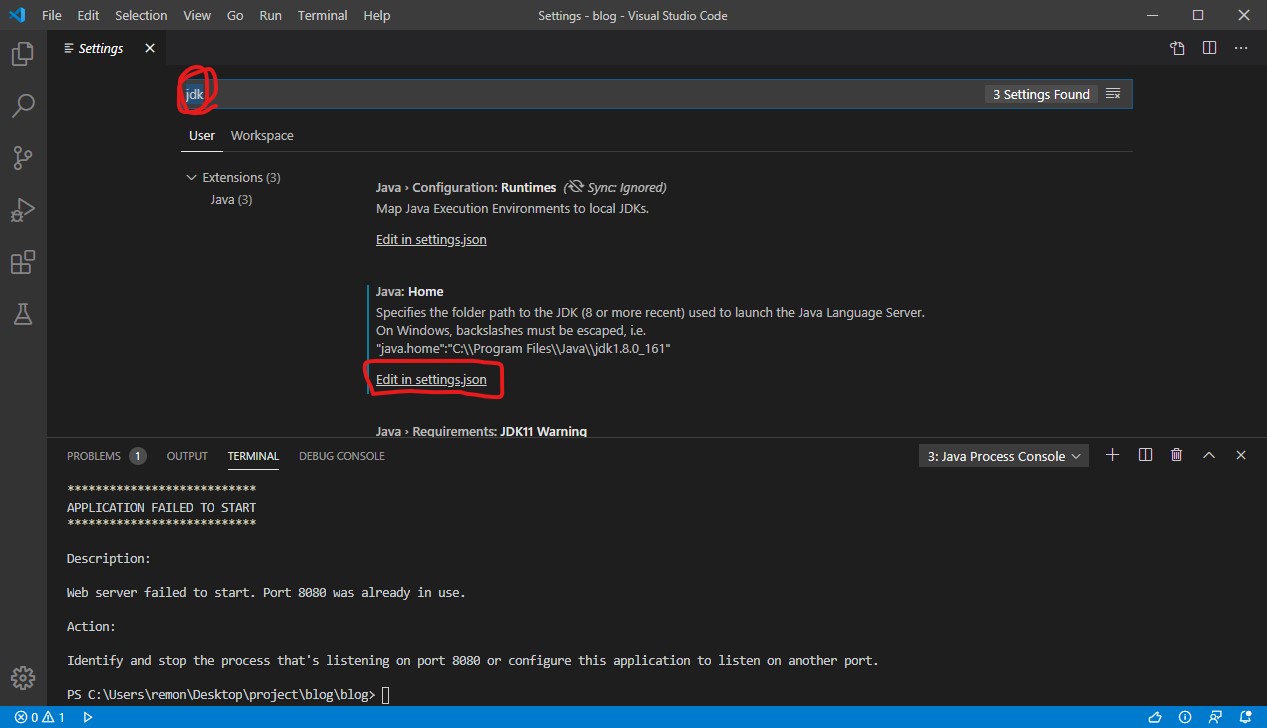 File Edit Selection View Go Run Terminal Help Settings - blog - Visual Studio Code
Settings
jdk 3 Settings Found
User Workspace
Extensions (3)
Java (3)
Java › Configuration: Runtimes ( Sync: Ignored)
Map Java Execution Environments to local JDKs.
Edit in settings.json
Java: Home
Specifies the folder path to the JDK (8 or more recent) used to launch the Java Language Server.
On Windows, backslashes must be escaped, i.e.
"java.home":"C:\\Program Files\\Java\\jdk1.8.0_161"
Edit in settings.json
Java › Requirements: JDK11 Warning
PROBLEMS 1 OUTPUT TERMINAL DEBUG CONSOLE 3: Java Process Console
***************************
APPLICATION FAILED TO START
***************************
Description:
Web server failed to start. Port 8080 was already in use.
Action:
Identify and stop the process that's listening on port 8080 or configure this application to listen on another port.
PS C:\Users\remon\Desktop\project\blog\blog>
0 1